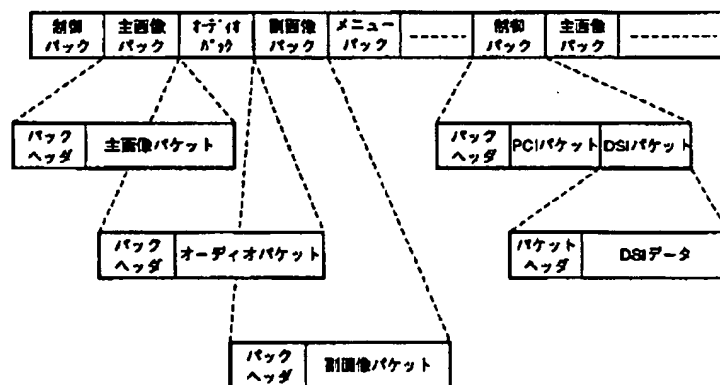 制御
パック
主画像
パック
オーディオ
パック
副画像
パック
メニュー
パック
制御
パック
主画像
パック
パック
ヘッダ
主画像パケット
パック
ヘッダ
PCIパケット
DSIパケット
パック
ヘッダ
オーディオパケット
パケット
ヘッダ
DSIデータ
パック
ヘッダ
副画像パケット